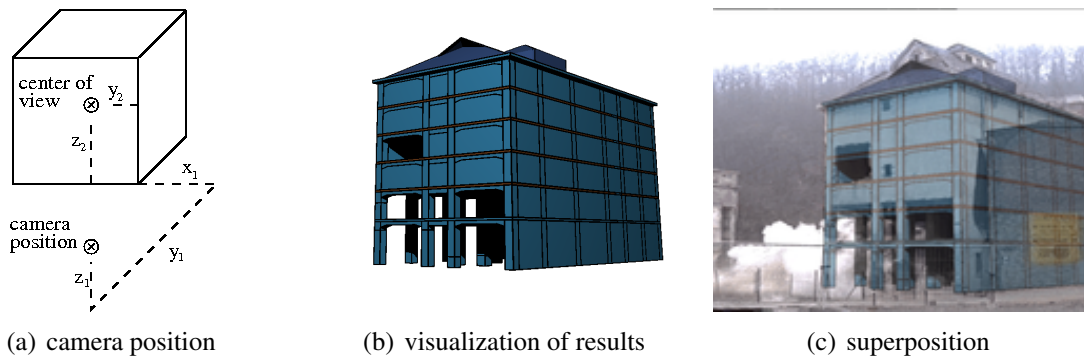 center of
view
y2
z2
x1
camera
position
y1
z1
(a) camera position
(b) visualization of results
(c) superposition